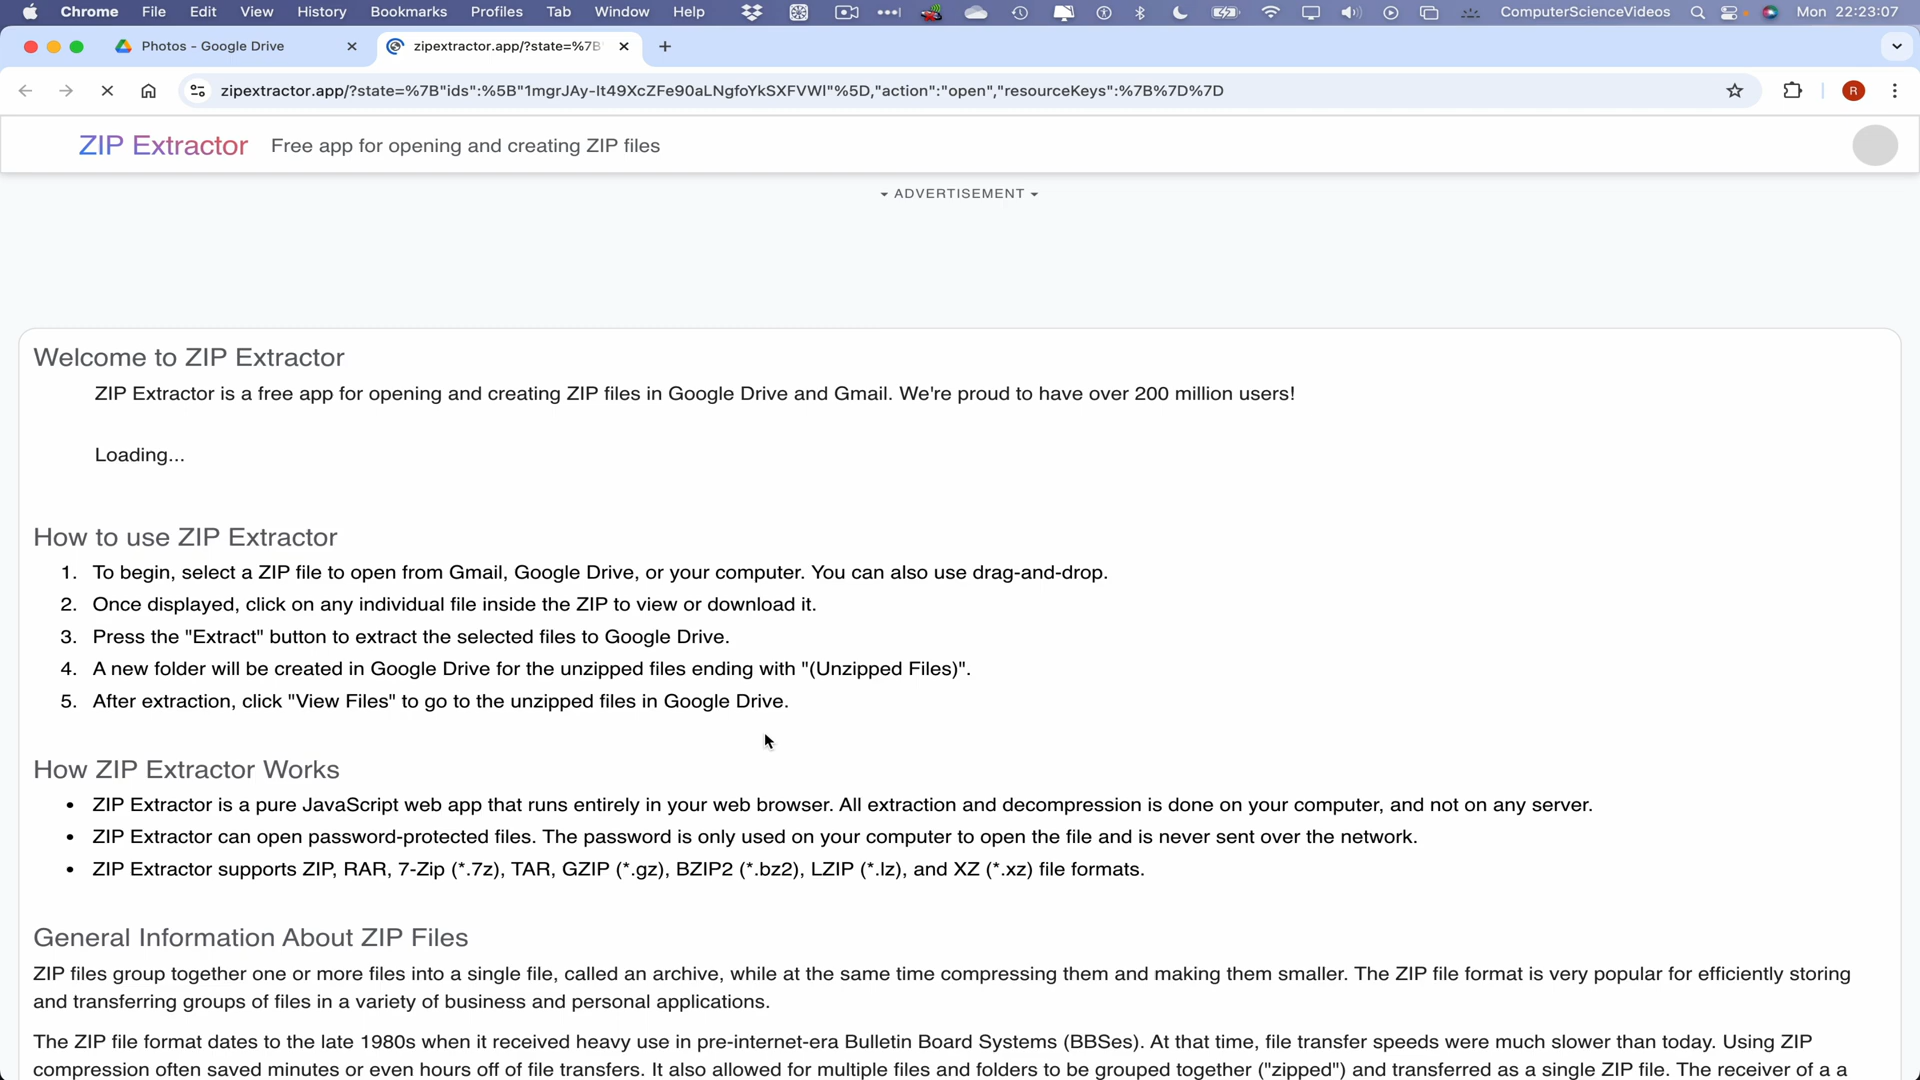 Chrome File Edit View History Bookmarks Profiles Tab Window Help ComputerScienceVideos Mon 22:23:07
Photos - Google Drive zipextractor.app/?state=%7B
zipextractor.app/?state=%7B"ids":%5B"1mgrJAy-It49XcZFe90aLNgfoYkSXFVWl"%5D,"action":"open","resourceKeys":%7B%7D%7D R
ZIP Extractor Free app for opening and creating ZIP files
ADVERTISEMENT
Welcome to ZIP Extractor
ZIP Extractor is a free app for opening and creating ZIP files in Google Drive and Gmail. We're proud to have over 200 million users!
Loading...
How to use ZIP Extractor
1. To begin, select a ZIP file to open from Gmail, Google Drive, or your computer. You can also use drag-and-drop.
2. Once displayed, click on any individual file inside the ZIP to view or download it.
3. Press the "Extract" button to extract the selected files to Google Drive.
4. A new folder will be created in Google Drive for the unzipped files ending with "(Unzipped Files)".
5. After extraction, click "View Files" to go to the unzipped files in Google Drive.
How ZIP Extractor Works
• ZIP Extractor is a pure JavaScript web app that runs entirely in your web browser. All extraction and decompression is done on your computer, and not on any server.
• ZIP Extractor can open password-protected files. The password is only used on your computer to open the file and is never sent over the network.
• ZIP Extractor supports ZIP, RAR, 7-Zip (*.7z), TAR, GZIP (*.gz), BZIP2 (*.bz2), LZIP (*.lz), and XZ (*.xz) file formats.
General Information About ZIP Files
ZIP files group together one or more files into a single file, called an archive, while at the same time compressing them and making them smaller. The ZIP file format is very popular for efficiently storing
and transferring groups of files in a variety of business and personal applications.
The ZIP file format dates to the late 1980s when it received heavy use in pre-internet-era Bulletin Board Systems (BBSes). At that time, file transfer speeds were much slower than today. Using ZIP
compression often saved minutes or even hours off of file transfers. It also allowed for multiple files and folders to be grouped together ("zipped") and transferred as a single ZIP file. The receiver of a a